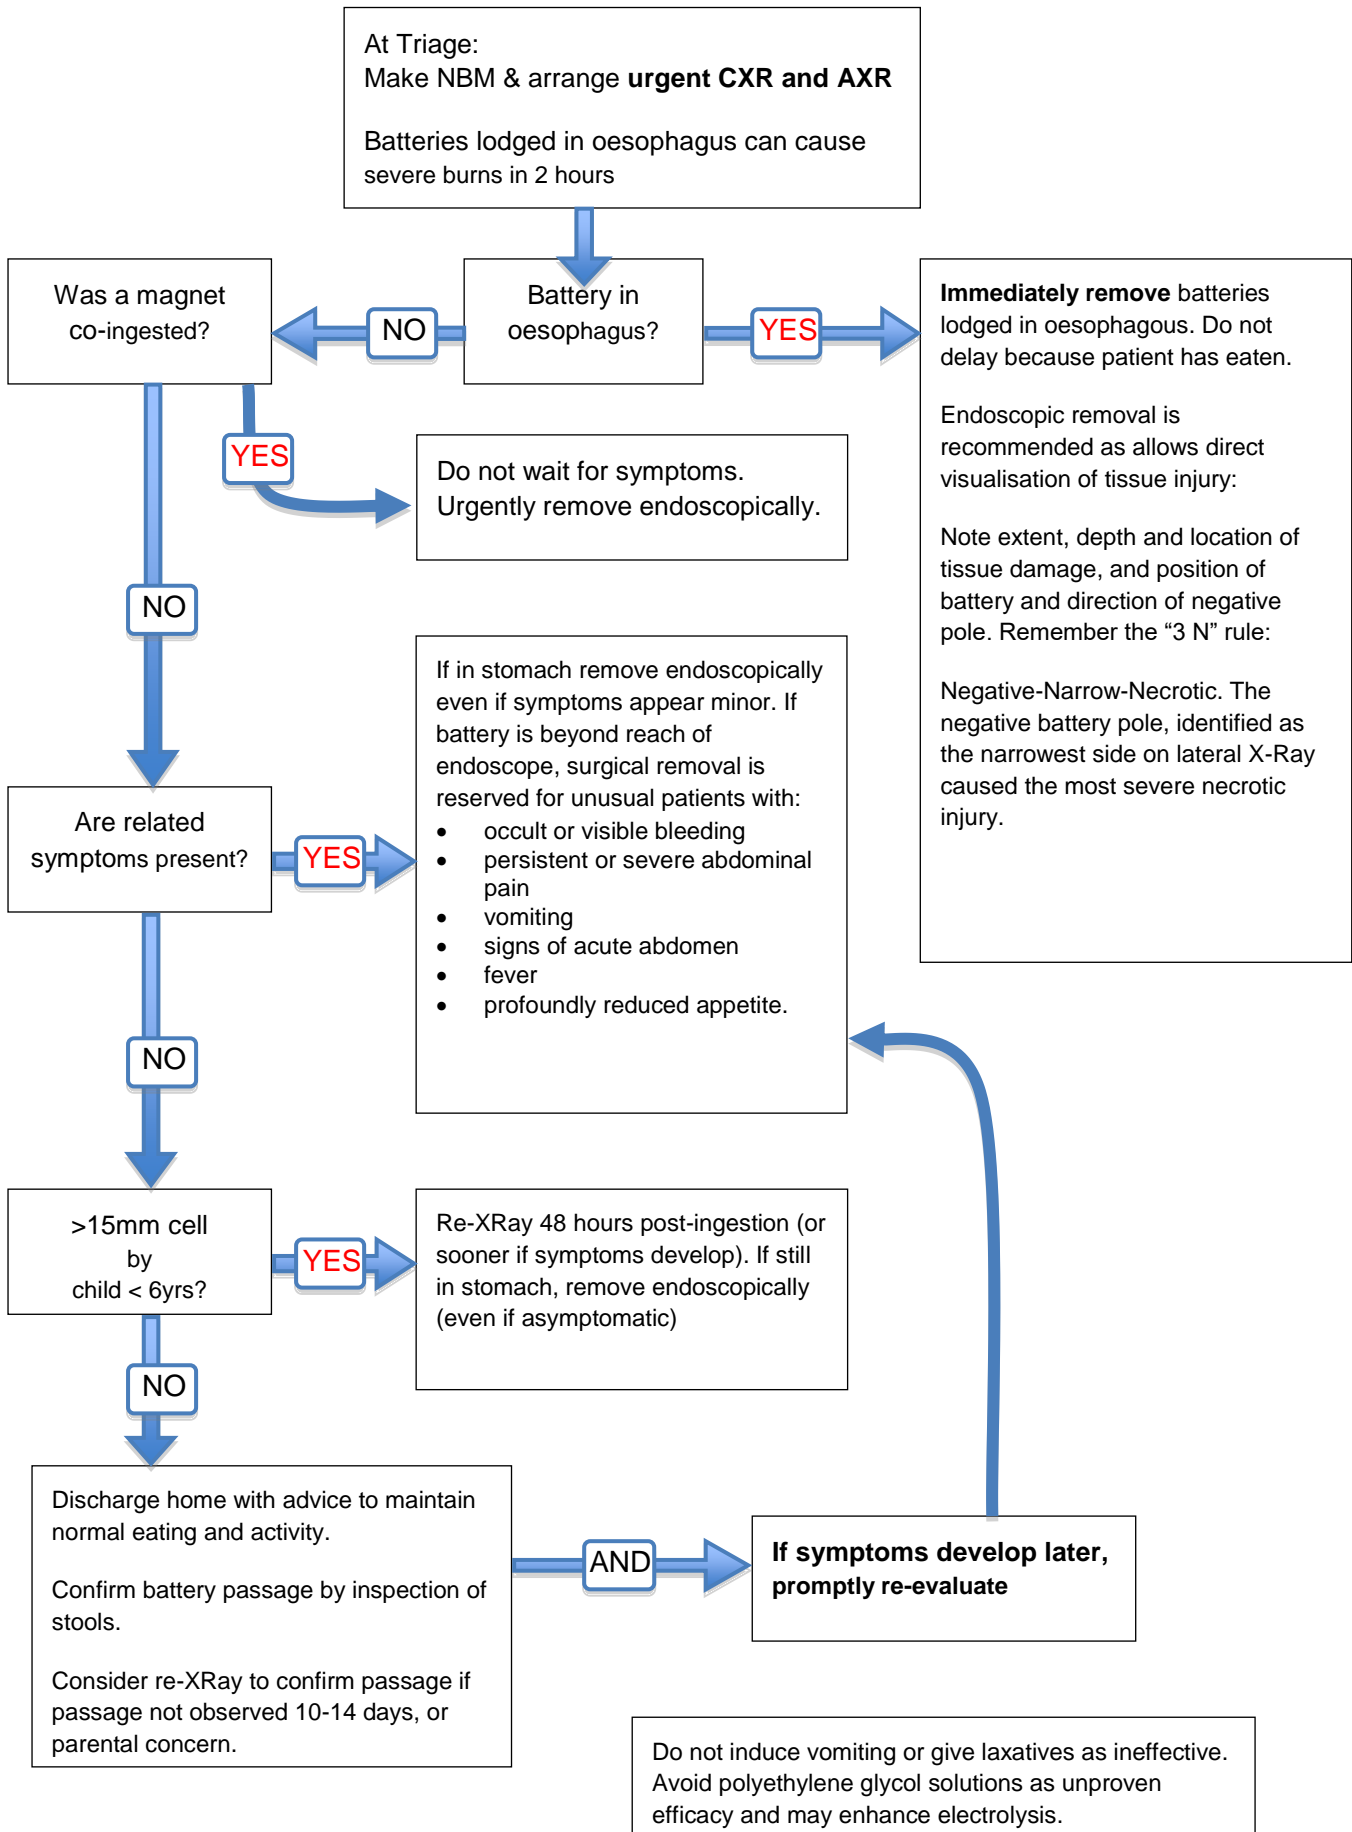 At Triage:
Make NBM & arrange urgent CXR and AXR
Batteries lodged in oesophagus can cause
severe burns in 2 hours
Was a magnet
co-ingested?
NO
Battery in
oesophagus?
YES
Immediately remove batteries
lodged in oesophagous. Do not
delay because patient has eaten.
Endoscopic removal is
recommended as allows direct
visualisation of tissue injury:
Note extent, depth and location of
tissue damage, and position of
battery and direction of negative
pole. Remember the “3 N” rule:
Negative-Narrow-Necrotic. The
negative battery pole, identified as
the narrowest side on lateral X-Ray
caused the most severe necrotic
injury.
YES
Do not wait for symptoms.
Urgently remove endoscopically.
NO
Are related
symptoms present?
YES
If in stomach remove endoscopically
even if symptoms appear minor. If
battery is beyond reach of
endoscope, surgical removal is
reserved for unusual patients with:
• occult or visible bleeding
• persistent or severe abdominal
pain
• vomiting
• signs of acute abdomen
• fever
• profoundly reduced appetite.
NO
>15mm cell
by
child < 6yrs?
YES
Re-XRay 48 hours post-ingestion (or
sooner if symptoms develop). If still
in stomach, remove endoscopically
(even if asymptomatic)
NO
Discharge home with advice to maintain
normal eating and activity.
Confirm battery passage by inspection of
stools.
Consider re-XRay to confirm passage if
passage not observed 10-14 days, or
parental concern.
AND
If symptoms develop later,
promptly re-evaluate
Do not induce vomiting or give laxatives as ineffective.
Avoid polyethylene glycol solutions as unproven
efficacy and may enhance electrolysis.